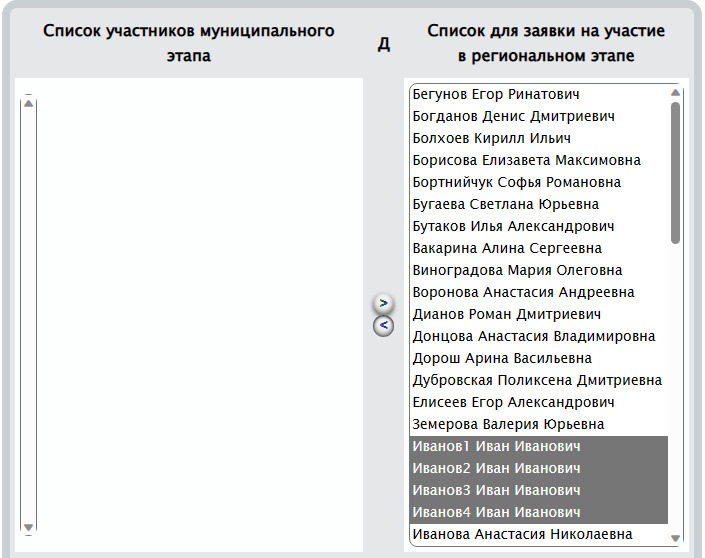 Список участников муниципального
этапа
Д
Список для заявки на участие
в региональном этапе
>
<
Бегунов Егор Ринатович
Богданов Денис Дмитриевич
Болхоев Кирилл Ильич
Борисова Елизавета Максимовна
Бортнийчук Софья Романовна
Бугаева Светлана Юрьевна
Бутаков Илья Александрович
Вакарина Алина Сергеевна
Виноградова Мария Олеговна
Воронова Анастасия Андреевна
Дианов Роман Дмитриевич
Донцова Анастасия Владимировна
Дорош Арина Васильевна
Дубровская Поликсена Дмитриевна
Елисеев Егор Александрович
Земерова Валерия Юрьевна
Иванов1 Иван Иванович
Иванов2 Иван Иванович
Иванов3 Иван Иванович
Иванов4 Иван Иванович
Иванова Анастасия Николаевна